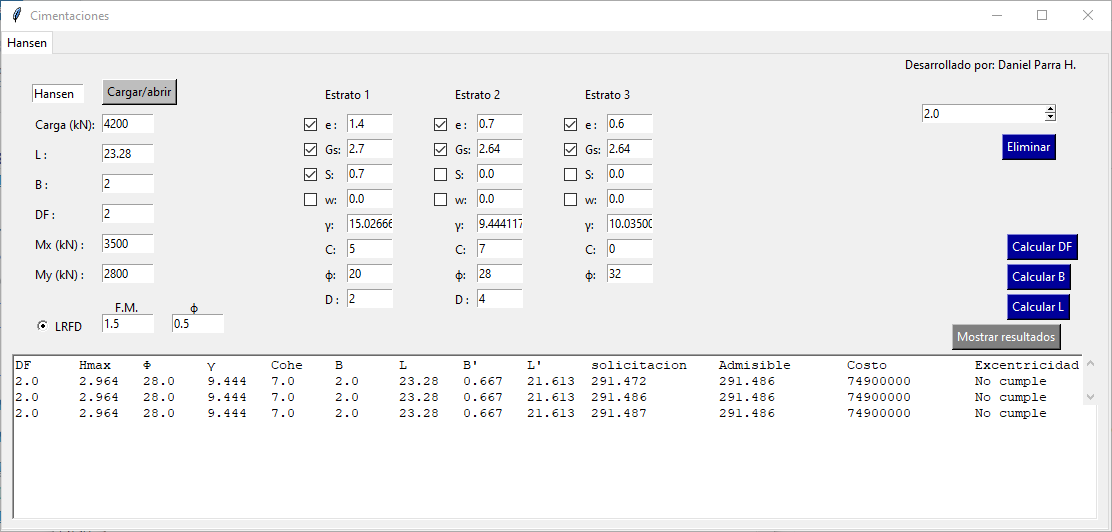 Cimentaciones
Hansen
Desarrollado por: Daniel Parra H.
Hansen Cargar/abrir Estrato 1 Estrato 2 Estrato 3
2.0
Carga (kN): 4200 e : 1.4 e : 0.7 e : 0.6
Eliminar
L : 23.28 Gs: 2.7 Gs: 2.64 Gs: 2.64
B : 2 S: 0.7 S: 0.0 S: 0.0
w: 0.0 w: 0.0 w: 0.0
DF : 2 γ: 15.02666 γ: 9.444117 γ: 10.03500
Mx (kN) : 3500 C: 5 C: 7 C: 0 Calcular DF
My (kN) : 2800 ϕ: 20 ϕ: 28 ϕ: 32 Calcular B
D : 2 D : 4 Calcular L
F.M. ϕ
LRFD 1.5 0.5
Mostrar resultados
DF Hmax Φ γ Cohe B L B' L' solicitacion Admisible Costo Excentricidad
2.0 2.964 28.0 9.444 7.0 2.0 23.28 0.667 21.613 291.472 291.486 74900000 No cumple
2.0 2.964 28.0 9.444 7.0 2.0 23.28 0.667 21.613 291.486 291.486 74900000 No cumple
2.0 2.964 28.0 9.444 7.0 2.0 23.28 0.667 21.613 291.487 291.486 74900000 No cumple